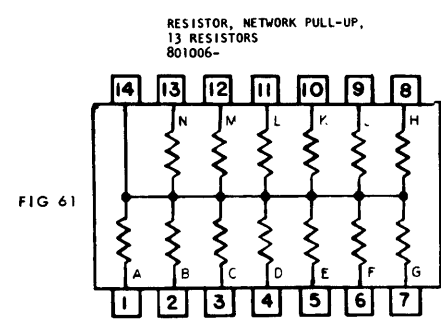 RESISTOR, NETWORK PULL-UP,
13 RESISTORS
801006-
14 13 12 11 10 9 8
N M L K J H
FIG 61
A B C D E F G
1 2 3 4 5 6 7